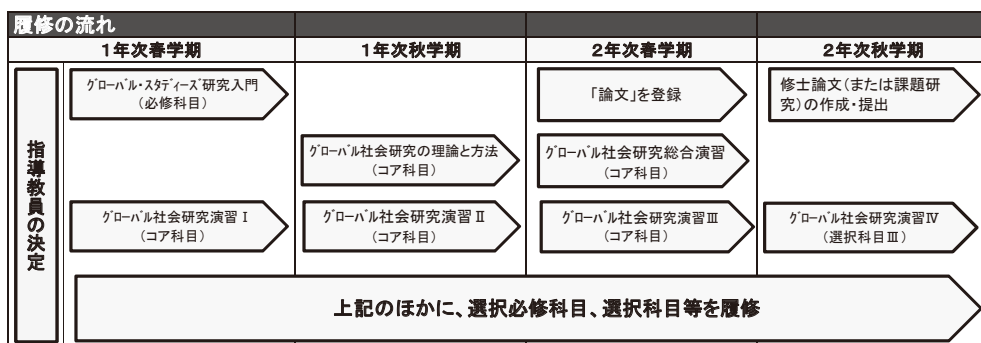 履修の流れ
1年次春学期
1年次秋学期
2年次春学期
2年次秋学期
指導教員の決定
ｸﾞﾛｰﾊﾞﾙ・ｽﾀﾃﾞｨｰｽﾞ研究入門
（必修科目）
「論文」を登録
修士論文（または課題研
究）の作成・提出
ｸﾞﾛｰﾊﾞﾙ社会研究の理論と方法
（コア科目）
ｸﾞﾛｰﾊﾞﾙ社会研究総合演習
（コア科目）
ｸﾞﾛｰﾊﾞﾙ社会研究演習Ⅰ
（コア科目）
ｸﾞﾛｰﾊﾞﾙ社会研究演習Ⅱ
（コア科目）
ｸﾞﾛｰﾊﾞﾙ社会研究演習Ⅲ
（コア科目）
ｸﾞﾛｰﾊﾞﾙ社会研究演習Ⅳ
（選択科目Ⅲ）
上記のほかに、選択必修科目、選択科目等を履修